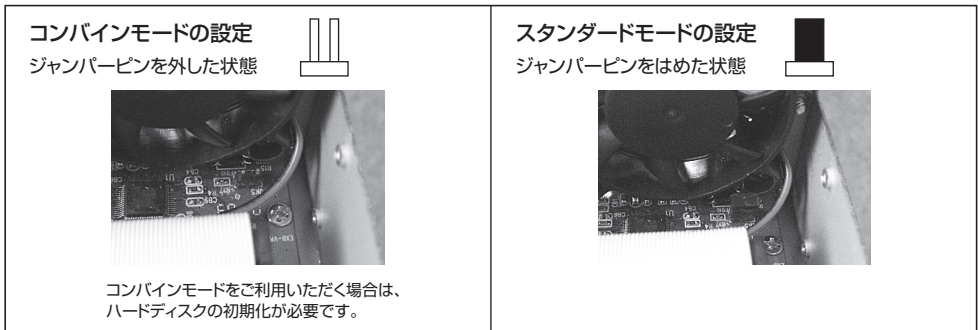 コンバインモードの設定
ジャンパーピンを外した状態
コンバインモードをご利用いただく場合は、
ハードディスクの初期化が必要です。
スタンダードモードの設定
ジャンパーピンをはめた状態